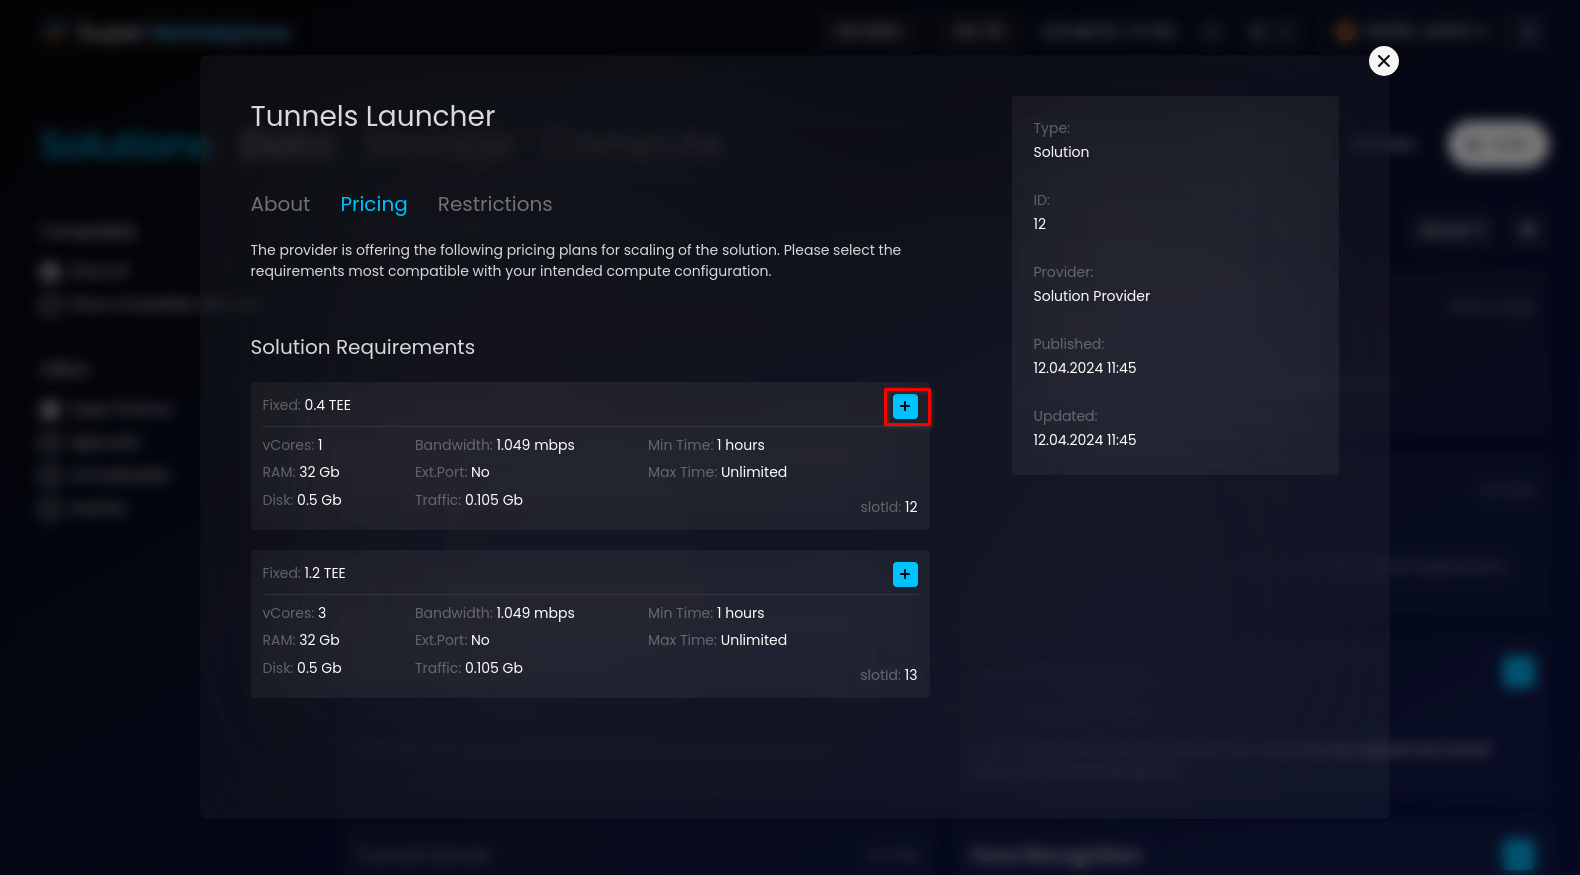 Tunnels Launcher
About Pricing Restrictions
The provider is offering the following pricing plans for scaling of the solution. Please select the
requirements most compatible with your intended compute configuration.
Solution Requirements
Fixed: 0.4 TEE
+
vCores: 1 Bandwidth: 1.049 mbps Min Time: 1 hours
RAM: 32 Gb Ext.Port: No Max Time: Unlimited
Disk: 0.5 Gb Traffic: 0.105 Gb
slotId: 12
Fixed: 1.2 TEE
+
vCores: 3 Bandwidth: 1.049 mbps Min Time: 1 hours
RAM: 32 Gb Ext.Port: No Max Time: Unlimited
Disk: 0.5 Gb Traffic: 0.105 Gb
slotId: 13
Type:
Solution
ID:
12
Provider:
Solution Provider
Published:
12.04.2024 11:45
Updated:
12.04.2024 11:45
Solutions